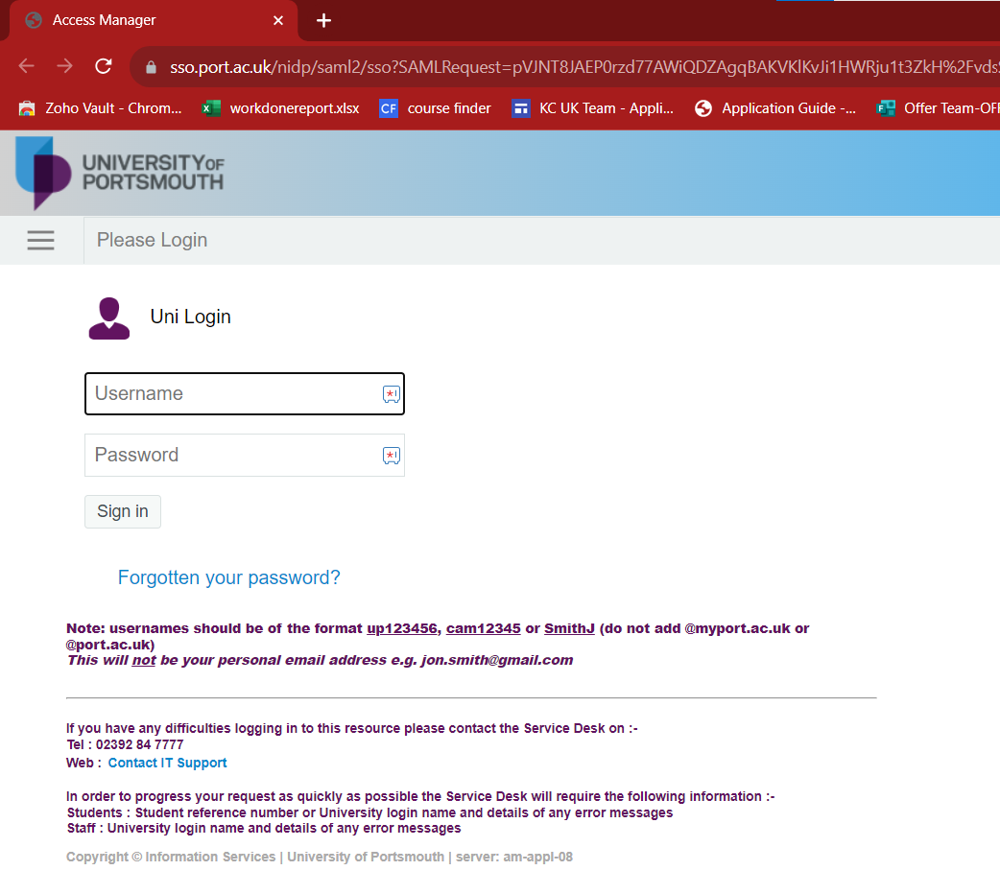 Access Manager
sso.port.ac.uk/nidp/saml2/sso?SAMLRequest=pVJNT8JAEP0rzd77AWiQDZAgqBAKVKlKvJi1HWRju1t3ZkH%2Fvds
Zoho Vault - Chrom... workdonereport.xlsx CF course finder KC UK Team - Appli... Application Guide -... Offer Team-OFF
UNIVERSITY OF
PORTSMOUTH
Please Login
Uni Login
Username
Password
Sign in
Forgotten your password?
Note: usernames should be of the format up123456, cam12345 or SmithJ (do not add @myport.ac.uk or
@port.ac.uk)
This will not be your personal email address e.g. jon.smith@gmail.com
If you have any difficulties logging in to this resource please contact the Service Desk on :-
Tel : 02392 84 7777
Web : Contact IT Support
In order to progress your request as quickly as possible the Service Desk will require the following information :-
Students : Student reference number or University login name and details of any error messages
Staff : University login name and details of any error messages
Copyright © Information Services | University of Portsmouth | server: am-appl-08